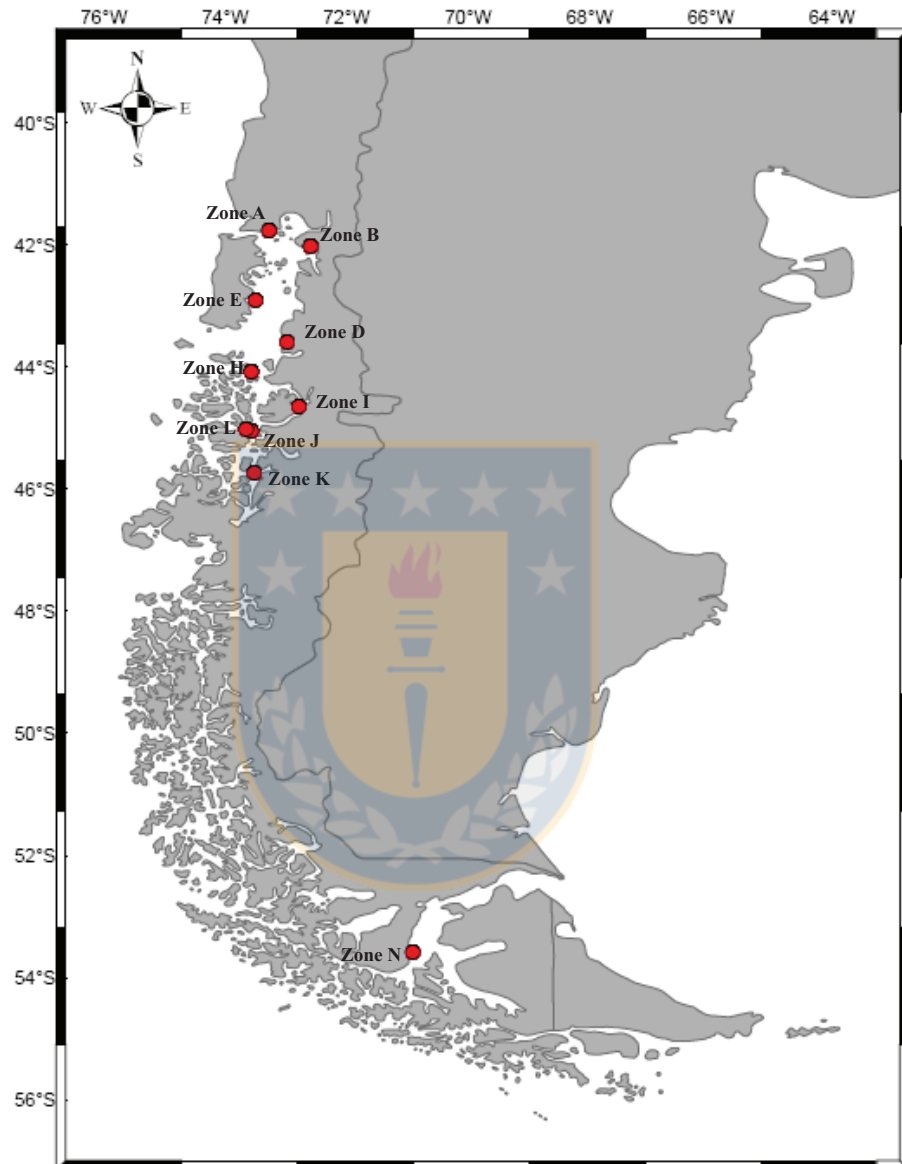 76°W 74°W 72°W 70°W 68°W 66°W 64°W
N
W E
S
40°S
Zone A
Zone B
42°S
Zone E
Zone D
44°S
Zone H
Zone I
Zone L
Zone J
Zone K
46°S
48°S
50°S
52°S
Zone N
54°S
56°S